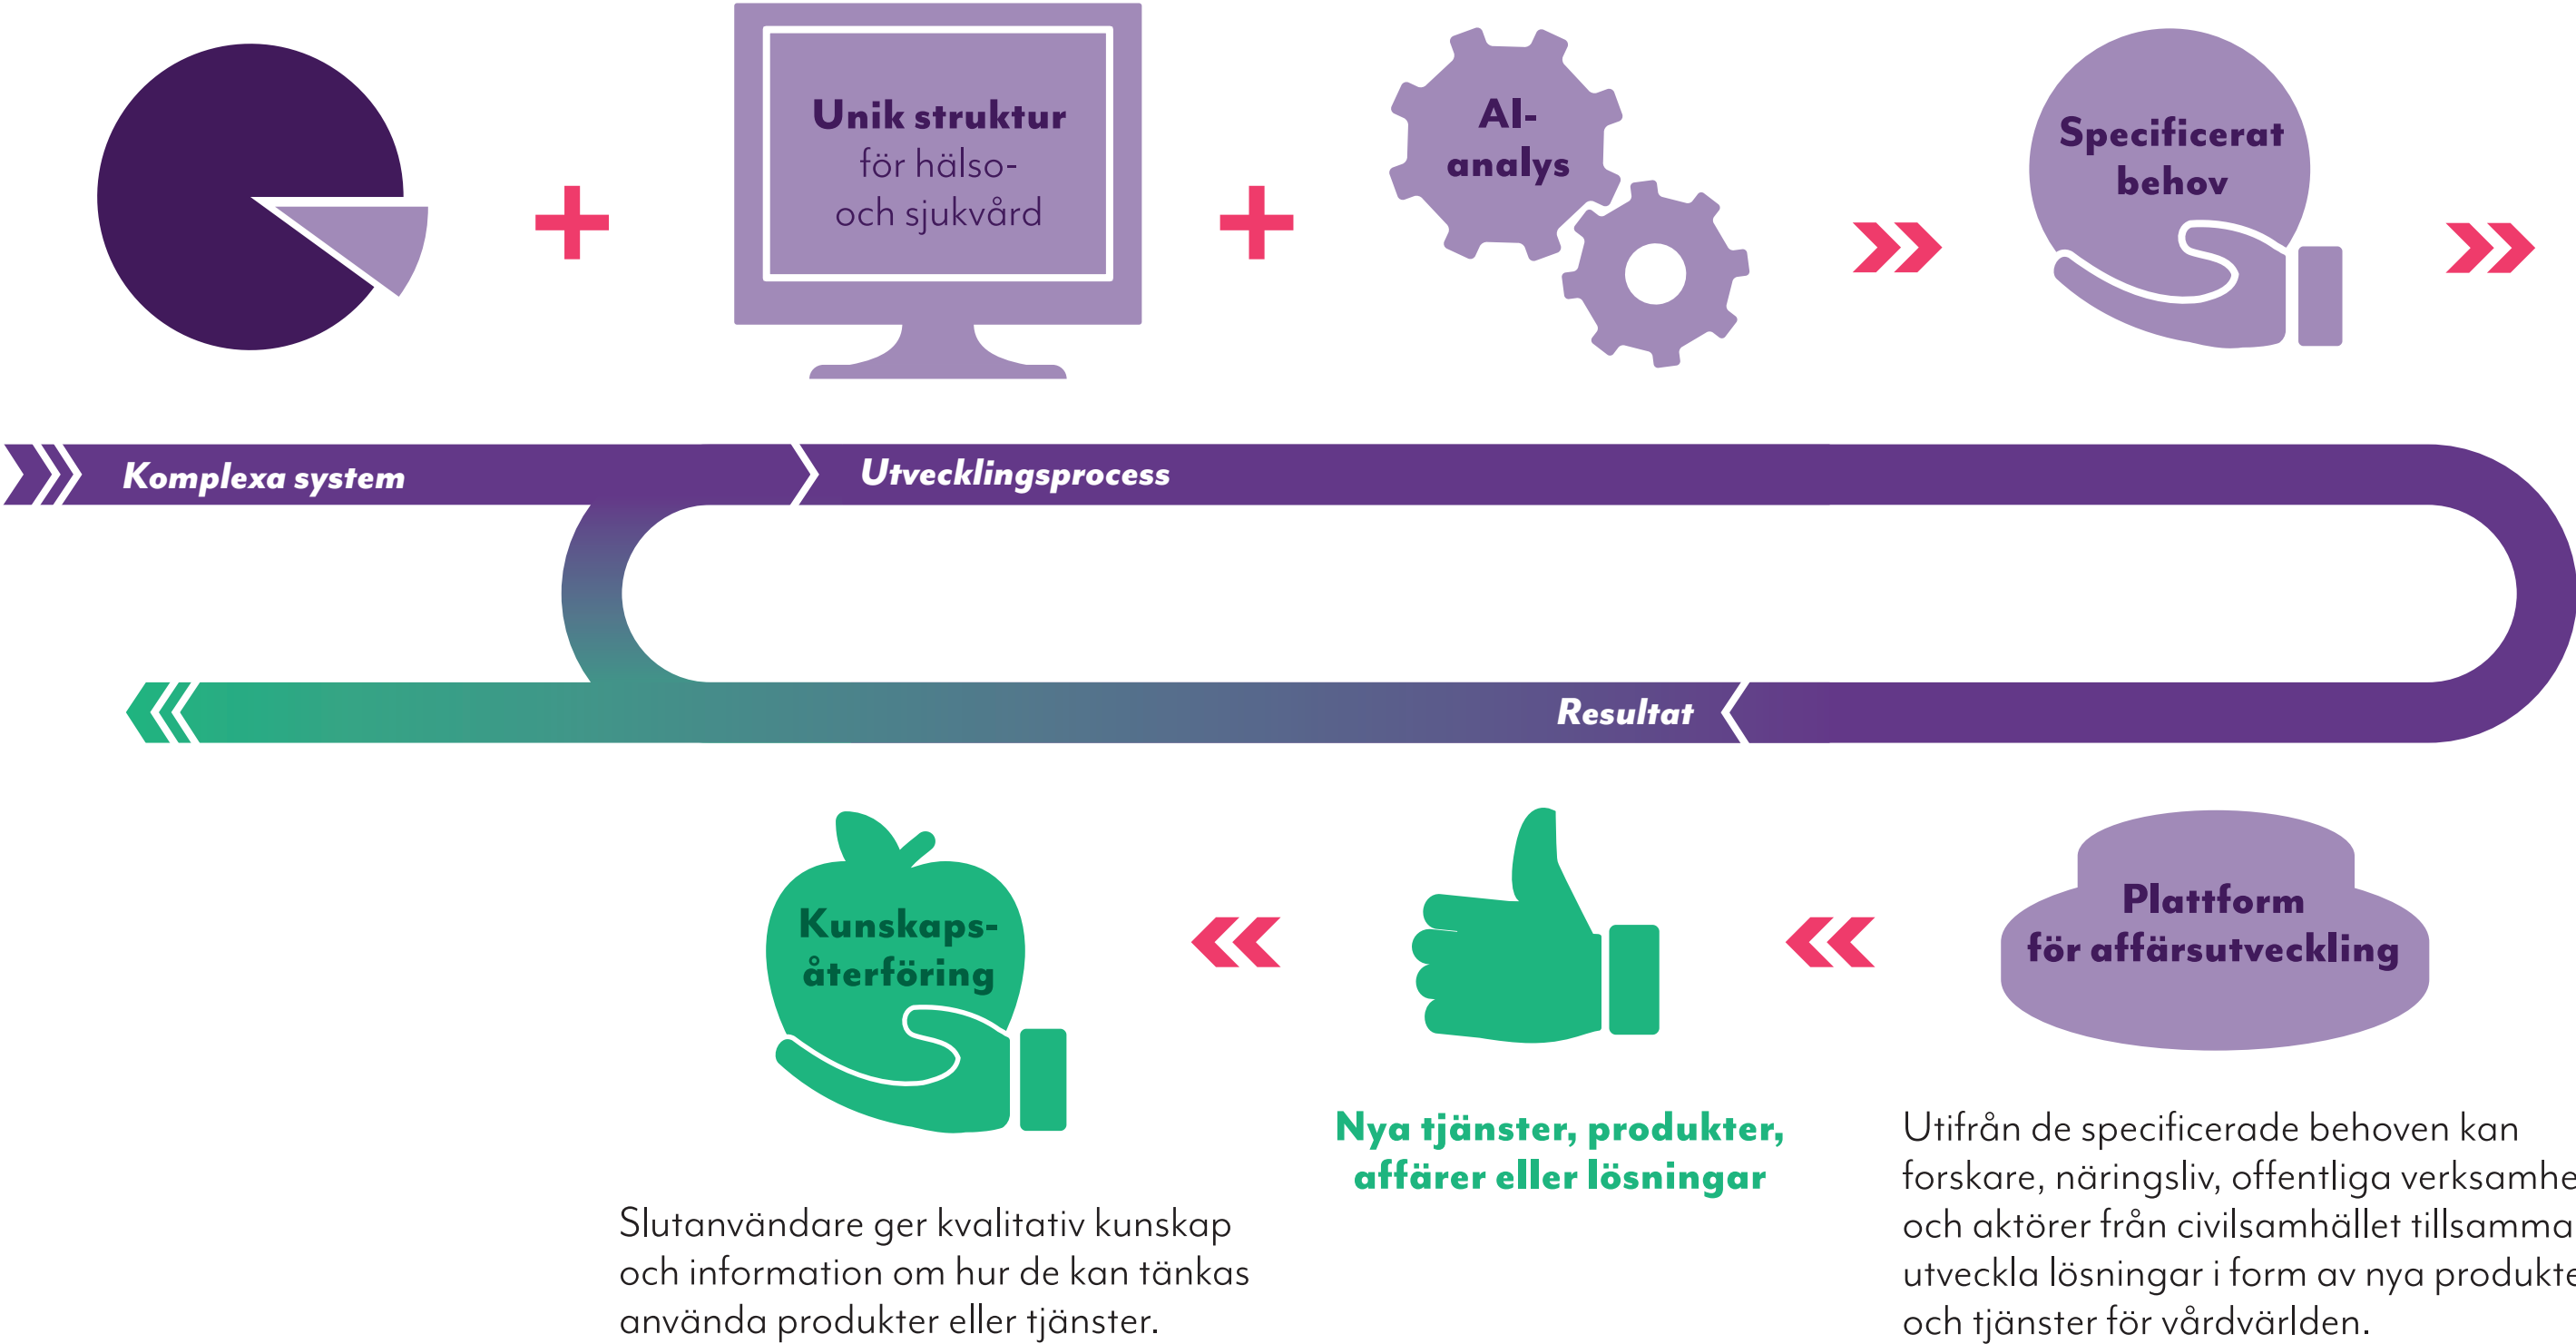 Unik struktur
för hälso-
och sjukvård
AI-
analys
Specificerat
behov
Komplexa system
Utvecklingsprocess
Resultat
Kunskaps-
återföring
Slutanvändare ger kvalitativ kunskap
och information om hur de kan tänkas
använda produkter eller tjänster.
Nya tjänster, produkter,
affärer eller lösningar
Plattform
för affärsutveckling
Utifrån de specificerade behoven kan
forskare, näringsliv, offentliga verksamhe
och aktörer från civilsamhället tillsamma
utveckla lösningar i form av nya produkte
och tjänster för vårdvärlden.